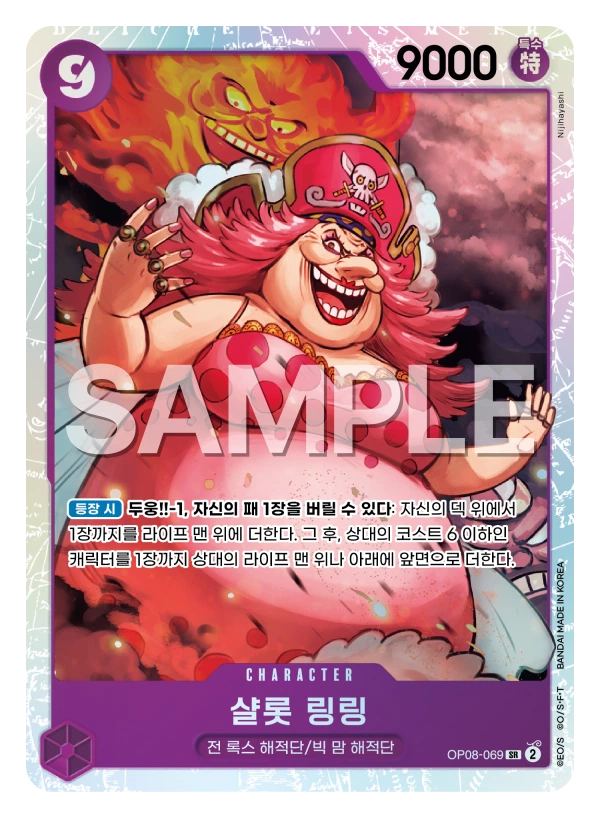 9
9000
특수
特
Nijihayashi
SAMPLE
등장 시 두웅!!-1, 자신의 패 1장을 버릴 수 있다: 자신의 덱 위에서
1장까지를 라이프 맨 위에 더한다. 그 후, 상대의 코스트 6 이하인
캐릭터를 1장까지 상대의 라이프 맨 위나 아래에 앞면으로 더한다.
CHARACTER
샬롯 링링
전 록스 해적단/빅 맘 해적단
OP08-069 SR 2
©E.O/S ©O/S·F·T BANDAI MADE IN KOREA